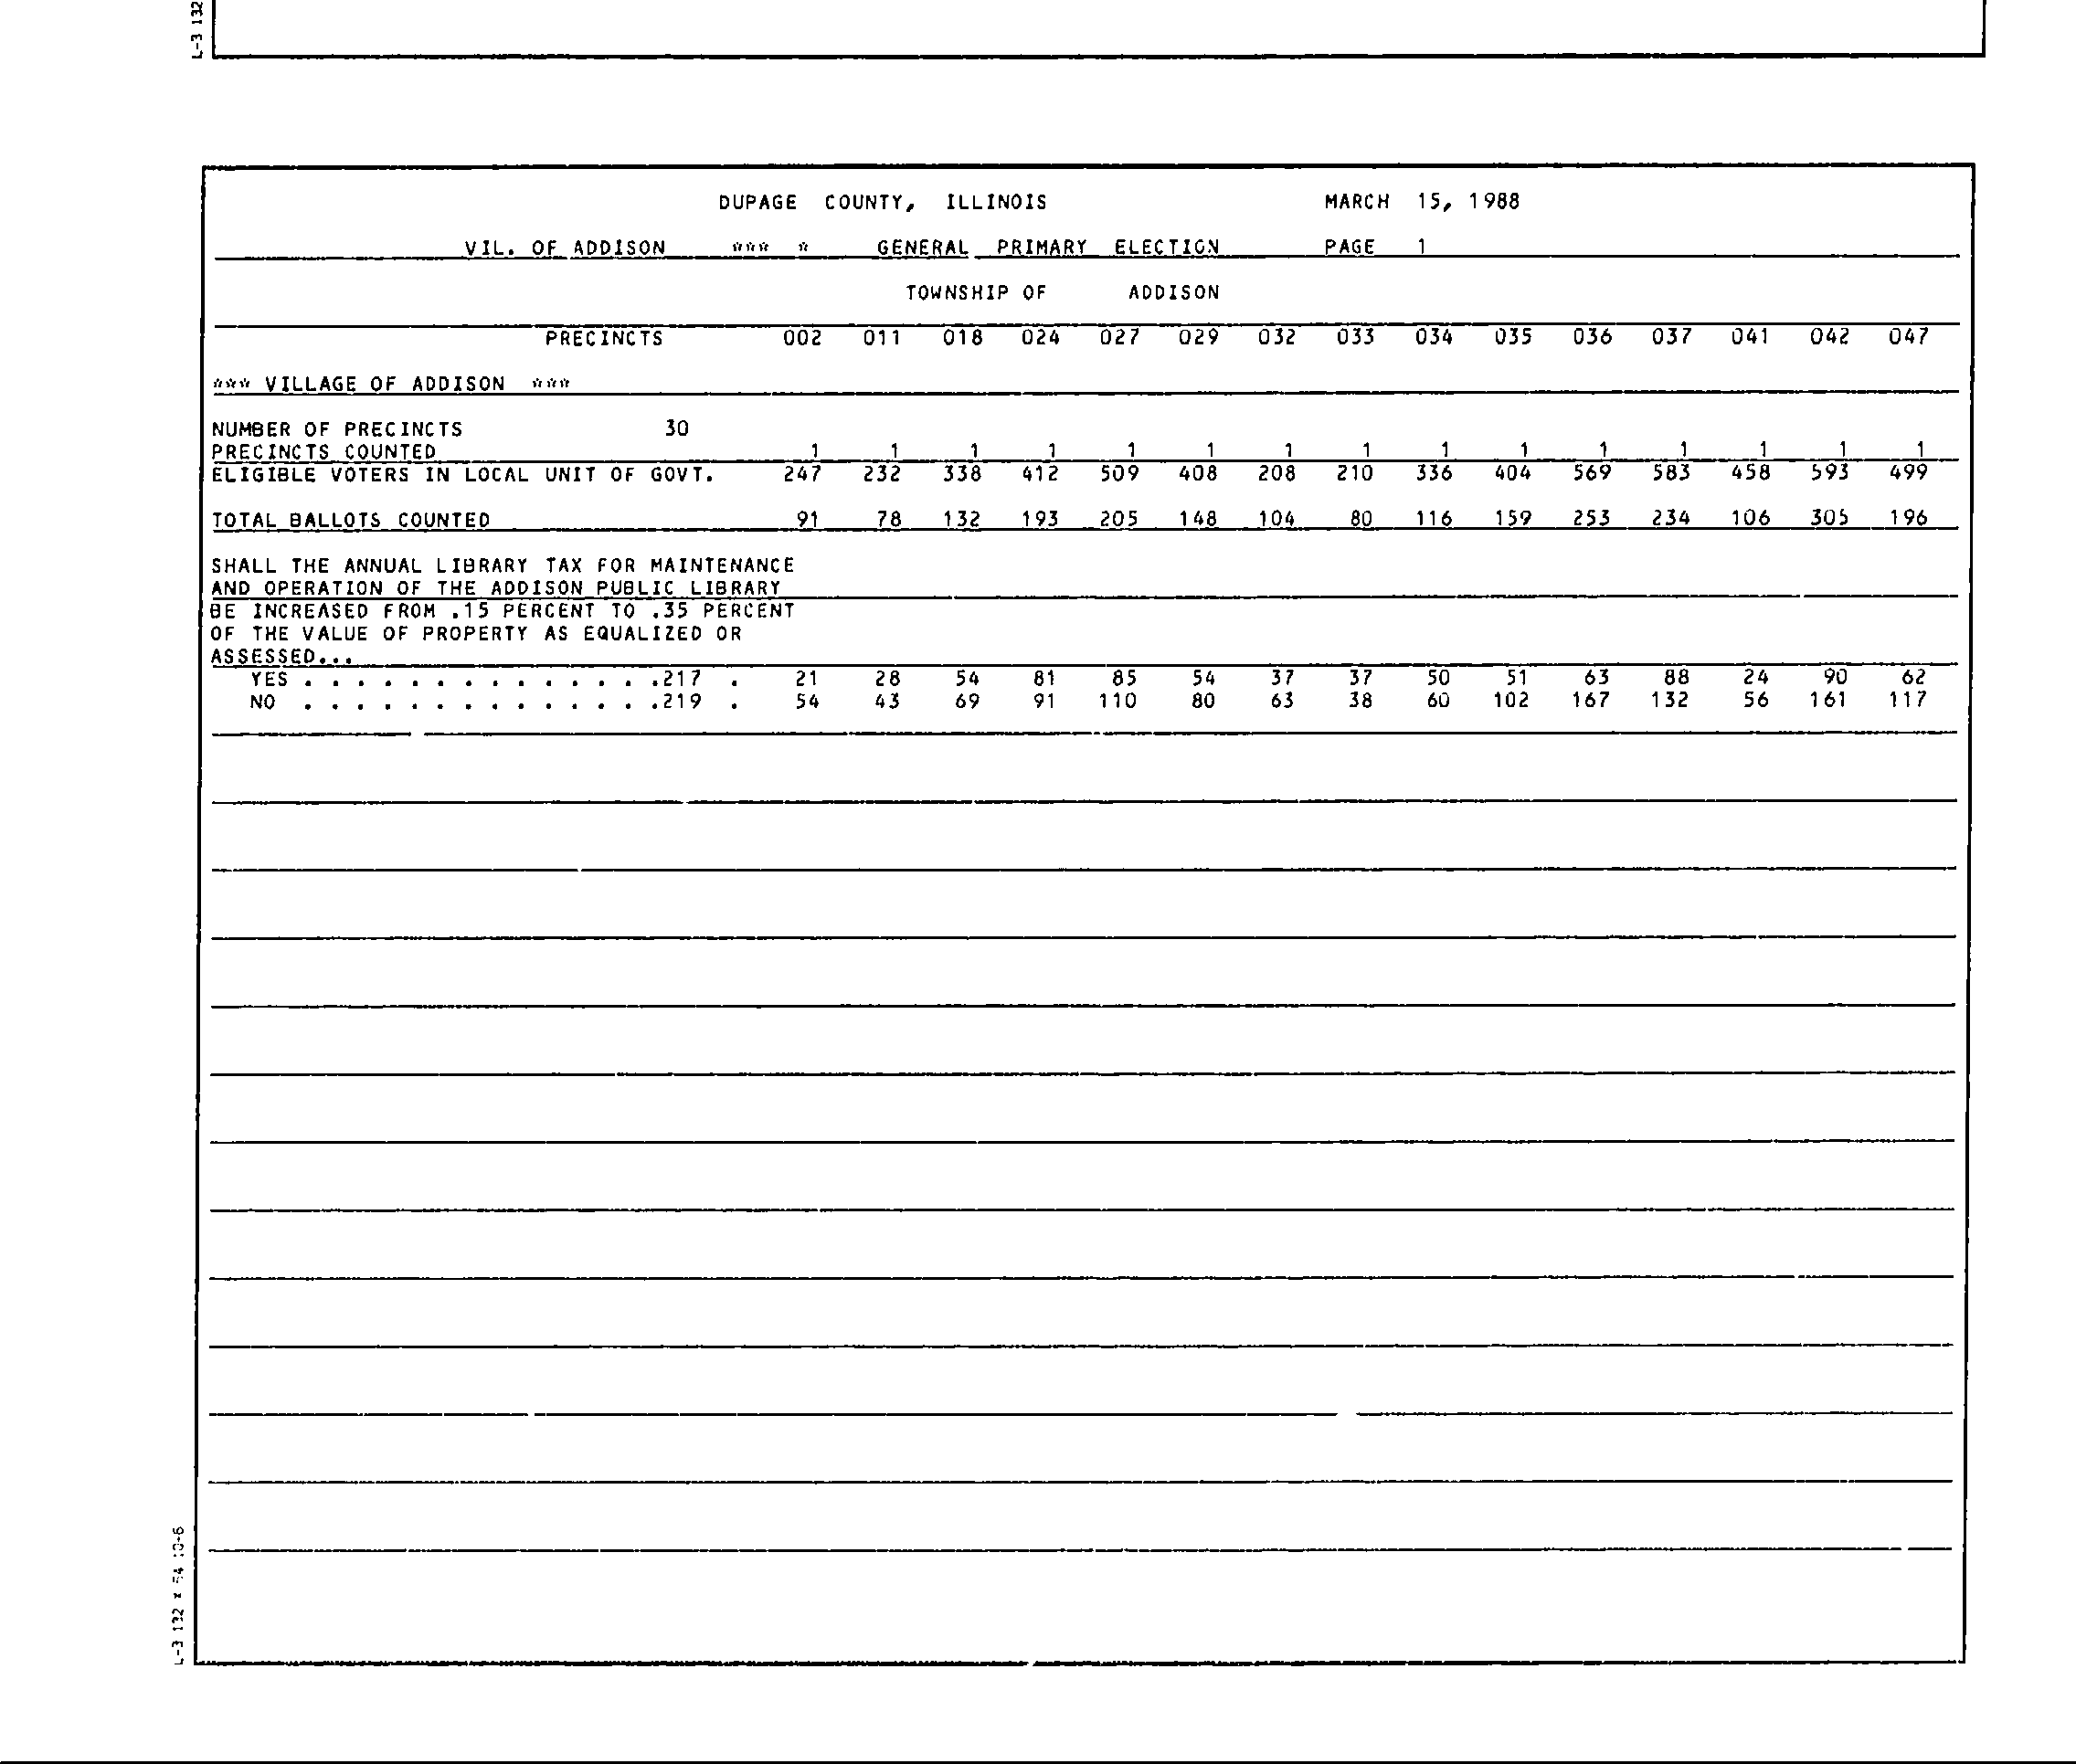 L-3 132
DUPAGE COUNTY, ILLINOIS MARCH 15, 1988
VIL. OF ADDISON *** * GENERAL PRIMARY ELECTION PAGE 1
TOWNSHIP OF ADDISON
PRECINCTS 002 011 018 024 027 029 032 033 034 035 036 037 041 042 047
*** VILLAGE OF ADDISON ***
NUMBER OF PRECINCTS 30
PRECINCTS COUNTED 1 1 1 1 1 1 1 1 1 1 1 1 1 1 1
ELIGIBLE VOTERS IN LOCAL UNIT OF GOVT. 247 232 338 412 509 408 208 210 336 404 569 583 458 593 499
TOTAL BALLOTS COUNTED 91 78 132 193 205 148 104 80 116 159 253 234 106 305 196
SHALL THE ANNUAL LIBRARY TAX FOR MAINTENANCE
AND OPERATION OF THE ADDISON PUBLIC LIBRARY
BE INCREASED FROM .15 PERCENT TO .35 PERCENT
OF THE VALUE OF PROPERTY AS EQUALIZED OR
ASSESSED...
YES . . . . . . . . . . . . . .217 . 21 28 54 81 85 54 37 37 50 51 63 88 24 90 62
NO . . . . . . . . . . . . . .219 . 54 43 69 91 110 80 63 38 60 102 167 132 56 161 117
L-3 132 x 54 10-6